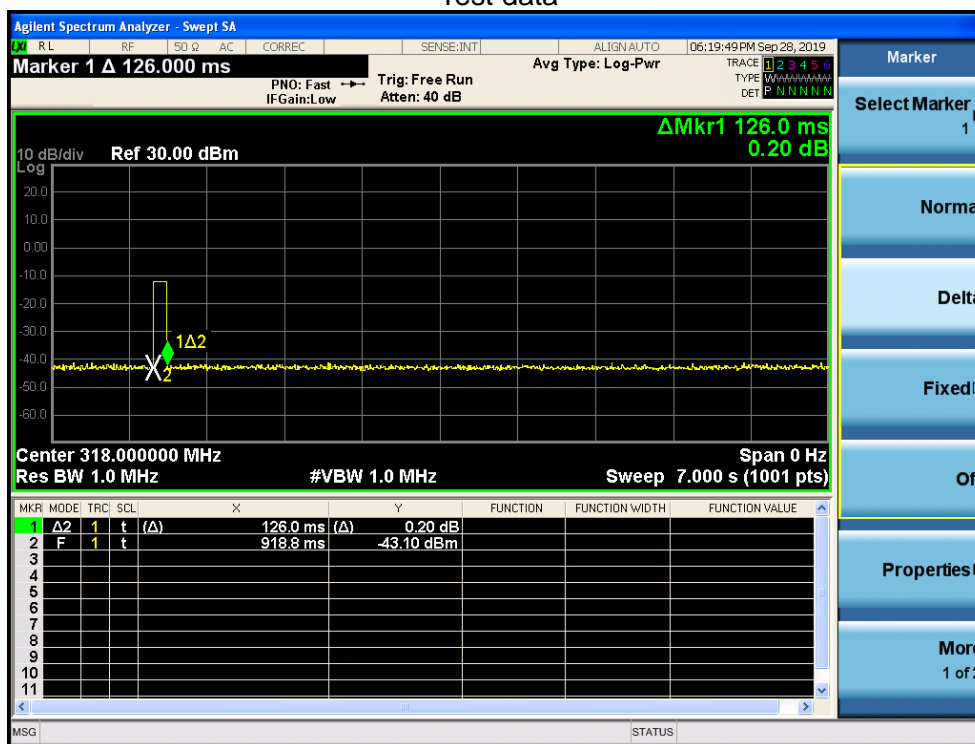 Test data
Agilent Spectrum Analyzer - Swept SA
LXI RL RF 50 Ω AC CORREC SENSE:INT ALIGN AUTO 06:19:49 PM Sep 28, 2019
Marker 1 Δ 126.000 ms
PNO: Fast
IFGain:Low
Trig: Free Run
Atten: 40 dB
Avg Type: Log-Pwr
TRACE 1 2 3 4 5 6
TYPE
DET P N N N N N
ΔMkr1 126.0 ms
0.20 dB
10 dB/div Ref 30.00 dBm
Log
20.0
10.0
0.00
-10.0
-20.0
-30.0
-40.0
-50.0
-60.0
1Δ2
2
Center 318.000000 MHz Span 0 Hz
Res BW 1.0 MHz #VBW 1.0 MHz Sweep 7.000 s (1001 pts)
MKR MODE TRC SCL X Y FUNCTION FUNCTION WIDTH FUNCTION VALUE
1 Δ2 1 t (Δ) 126.0 ms (Δ) 0.20 dB
2 F 1 t 918.8 ms -43.10 dBm
3
4
5
6
7
8
9
10
11
MSG STATUS
Marker
Select Marker
1
Norma
Delta
Fixed
Of
Properties
More
1 of 2